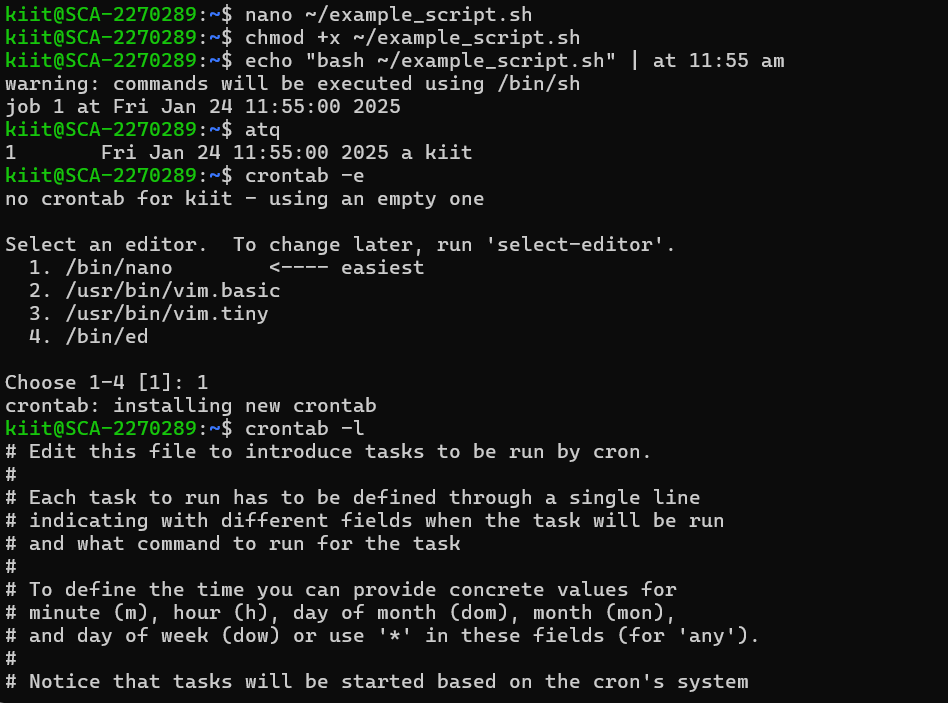 kiit@SCA-2270289:~$ nano ~/example_script.sh
kiit@SCA-2270289:~$ chmod +x ~/example_script.sh
kiit@SCA-2270289:~$ echo "bash ~/example_script.sh" | at 11:55 am
warning: commands will be executed using /bin/sh
job 1 at Fri Jan 24 11:55:00 2025
kiit@SCA-2270289:~$ atq
1       Fri Jan 24 11:55:00 2025 a kiit
kiit@SCA-2270289:~$ crontab -e
no crontab for kiit - using an empty one

Select an editor.  To change later, run 'select-editor'.
  1. /bin/nano        <---- easiest
  2. /usr/bin/vim.basic
  3. /usr/bin/vim.tiny
  4. /bin/ed

Choose 1-4 [1]: 1
crontab: installing new crontab
kiit@SCA-2270289:~$ crontab -l
# Edit this file to introduce tasks to be run by cron.
#
# Each task to run has to be defined through a single line
# indicating with different fields when the task will be run
# and what command to run for the task
#
# To define the time you can provide concrete values for
# minute (m), hour (h), day of month (dom), month (mon),
# and day of week (dow) or use '*' in these fields (for 'any').
#
# Notice that tasks will be started based on the cron's system